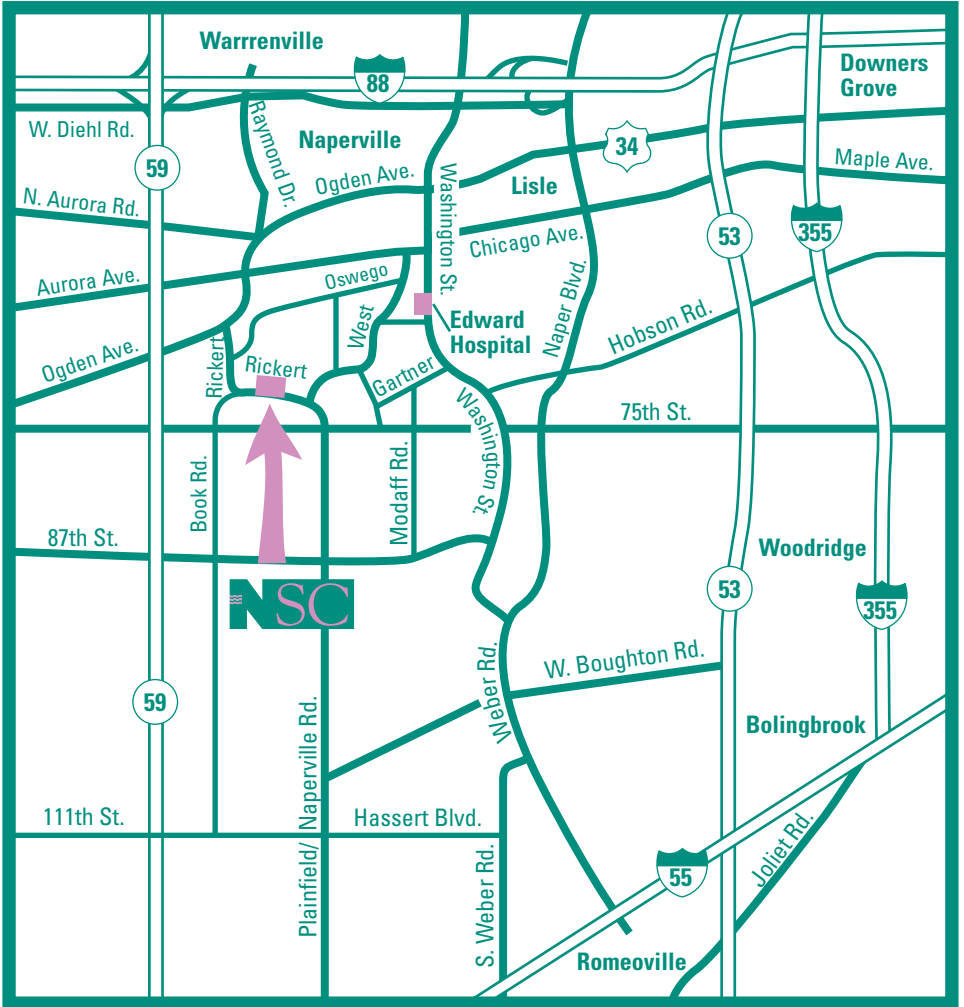 Warrrenville
88
Downers
Grove
W. Diehl Rd.
Raymond Dr.
Naperville
34
59
Ogden Ave.
Washington St.
Lisle
Maple Ave.
N. Aurora Rd.
53
355
Chicago Ave.
Aurora Ave.
Oswego
Naper Blvd.
Edward
Hospital
Hobson Rd.
West
Ogden Ave.
Rickert
Rickert
Gartner
75th St.
Washington St.
Book Rd.
Modaff Rd.
87th St.
Woodridge
NSC
53
355
W. Boughton Rd.
Weber Rd.
59
Bolingbrook
Plainfield/ Naperville Rd.
111th St.
Hassert Blvd.
S. Weber Rd.
55
Joliet Rd.
Romeoville